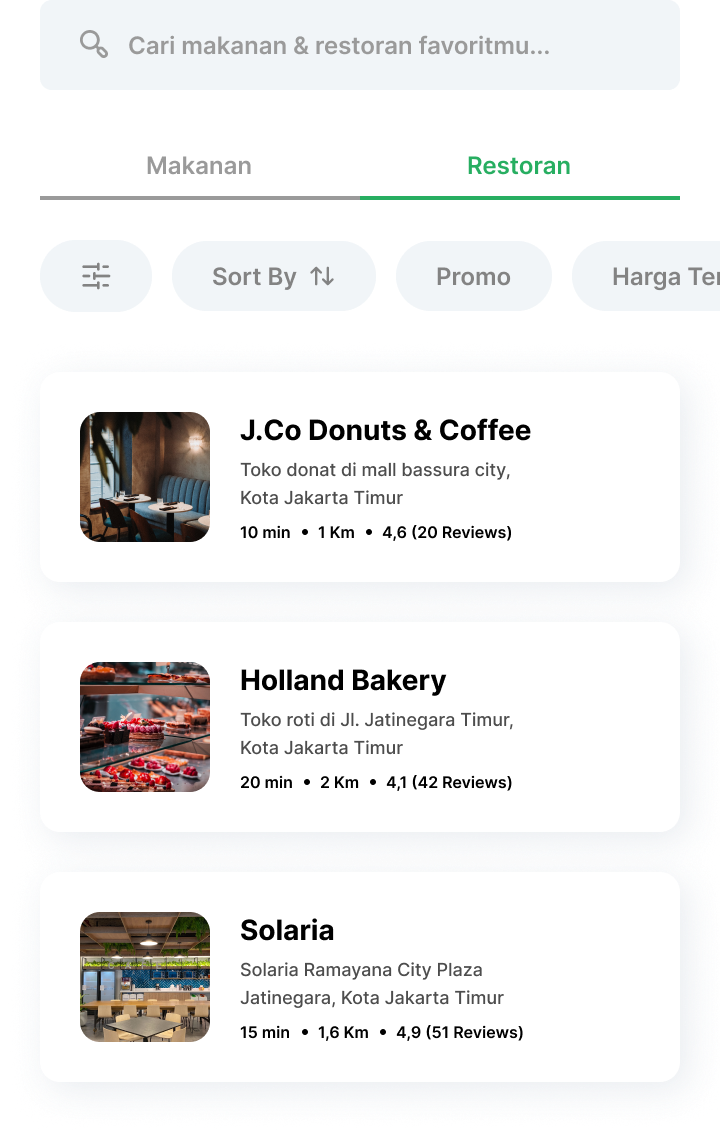 Cari makanan & restoran favoritmu...
Makanan
Restoran
Sort By
Promo
Harga Ter
J.Co Donuts & Coffee
Toko donat di mall bassura city,
Kota Jakarta Timur
10 min • 1 Km • 4,6 (20 Reviews)
Holland Bakery
Toko roti di Jl. Jatinegara Timur,
Kota Jakarta Timur
20 min • 2 Km • 4,1 (42 Reviews)
Solaria
Solaria Ramayana City Plaza
Jatinegara, Kota Jakarta Timur
15 min • 1,6 Km • 4,9 (51 Reviews)